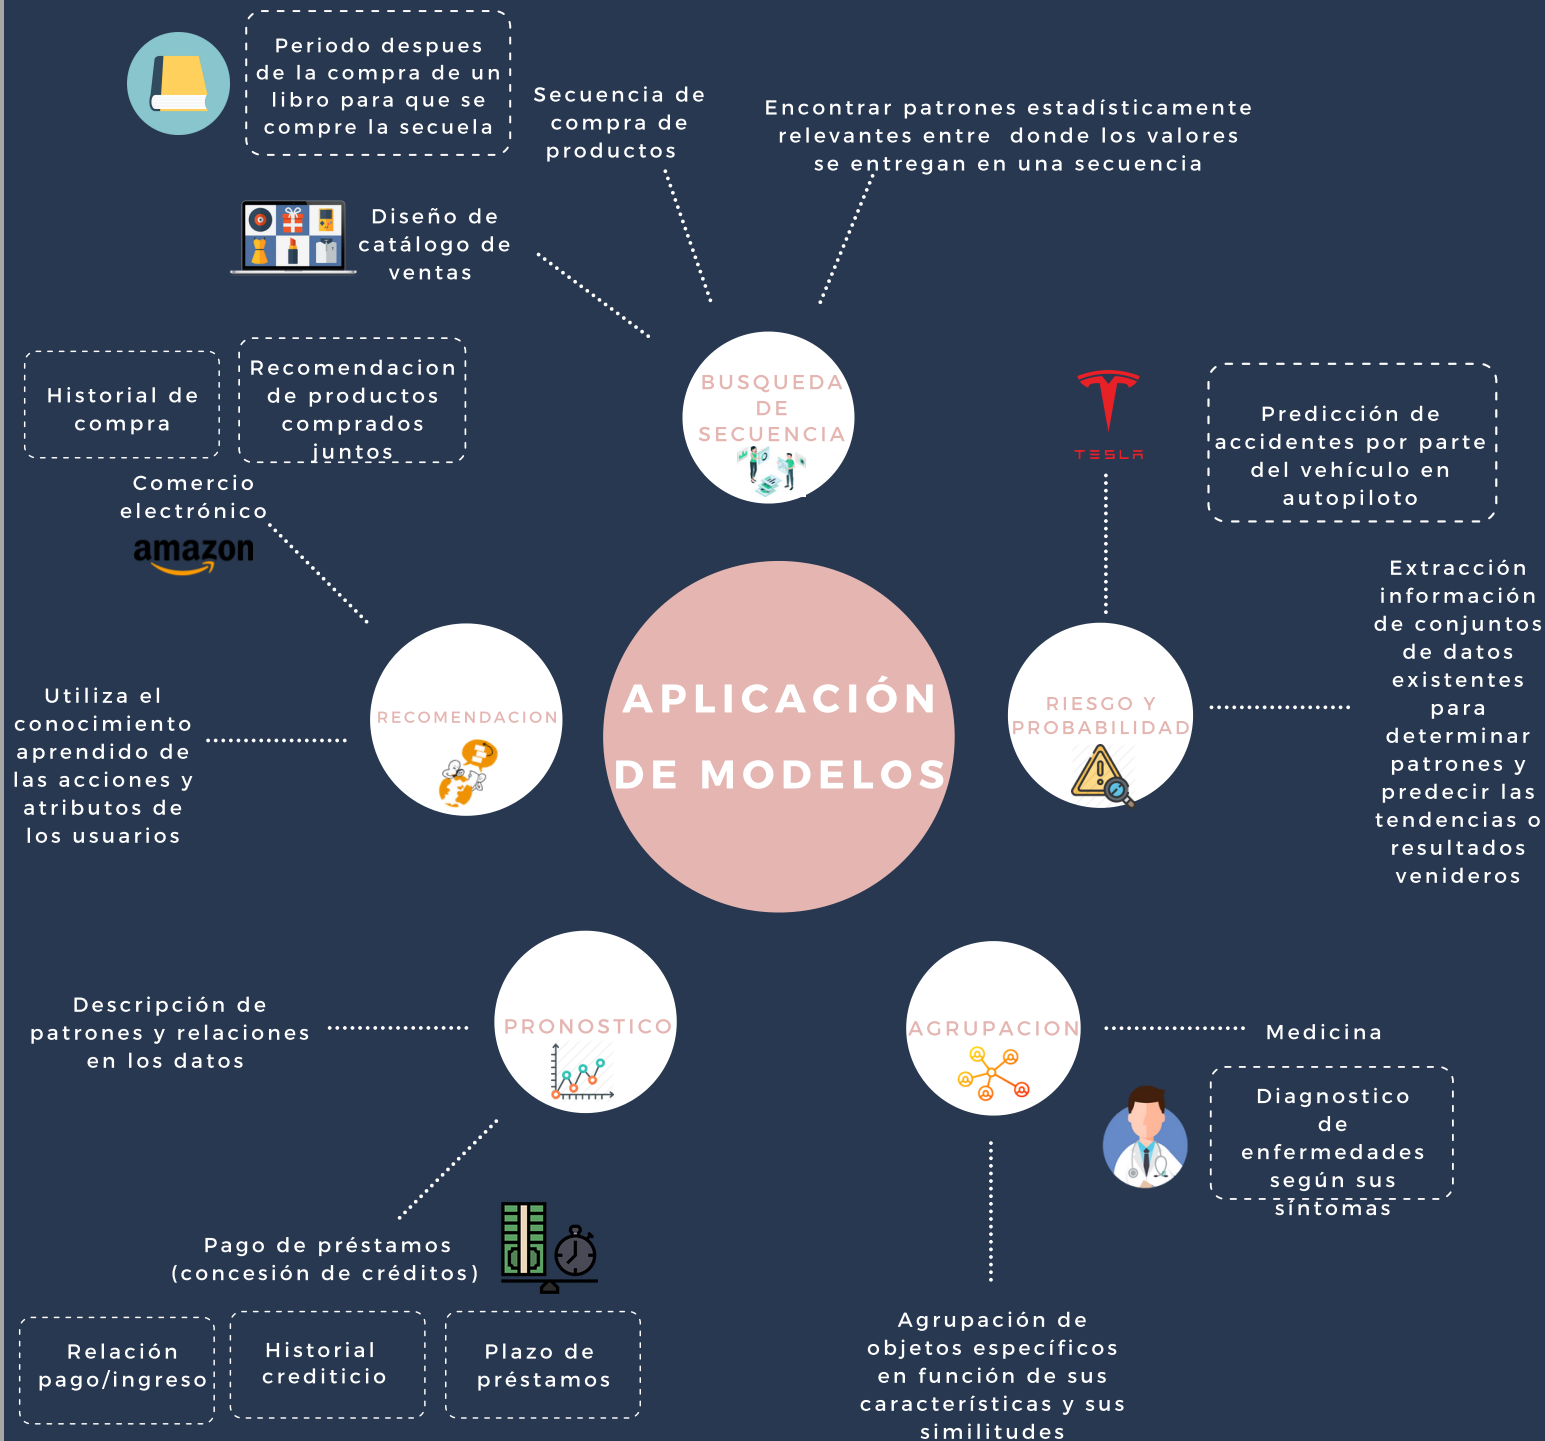 Periodo despues
de la compra de un
libro para que se
compre la secuela
Secuencia de
compra de
productos
Encontrar patrones estadísticamente
relevantes entre donde los valores
se entregan en una secuencia
Diseño de
catálogo de
ventas
BUSQUEDA
DE
SECUENCIA
Historial de
compra
Recomendacion
de productos
comprados
juntos
Comercio
electrónico
amazon
TESLA
Predicción de
accidentes por parte
del vehículo en
autopiloto
Extracción
información
de conjuntos
de datos
existentes
para
determinar
patrones y
predecir las
tendencias o
resultados
venideros
Utiliza el
conocimiento
aprendido de
las acciones y
atributos de
los usuarios
RECOMENDACION
APLICACIÓN
DE MODELOS
RIESGO Y
PROBABILIDAD
Descripción de
patrones y relaciones
en los datos
PRONOSTICO
AGRUPACION
Medicina
Diagnostico
de
enfermedades
según sus
síntomas
Pago de préstamos
(concesión de créditos)
Relación
pago/ingreso
Historial
crediticio
Plazo de
préstamos
Agrupación de
objetos específicos
en función de sus
características y sus
similitudes